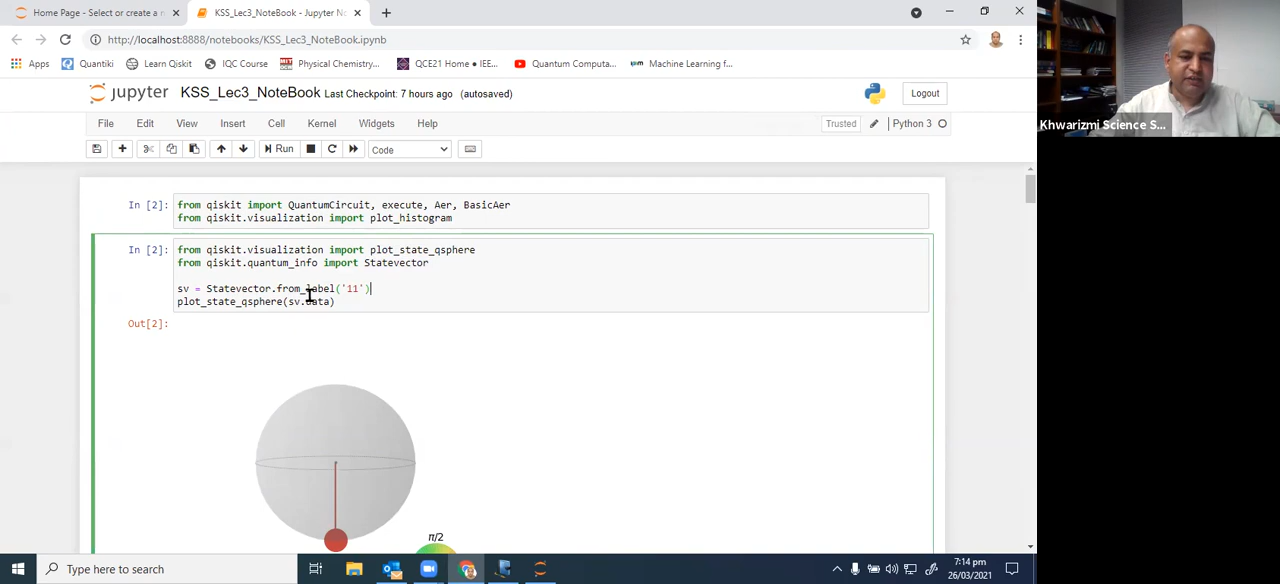 Home Page - Select or create a n
KSS_Lec3_NoteBook - Jupyter No
http://localhost:8888/notebooks/KSS_Lec3_NoteBook.ipynb
Apps Quantiki Learn Qiskit IQC Course Physical Chemistry... QCE21 Home ● IEE... Quantum Computa... Machine Learning f...
jupyter KSS_Lec3_NoteBook Last Checkpoint: 7 hours ago (autosaved)
Logout
File Edit View Insert Cell Kernel Widgets Help
Trusted Python 3
Run Code
In [2]: from qiskit import QuantumCircuit, execute, Aer, BasicAer
from qiskit.visualization import plot_histogram
In [2]: from qiskit.visualization import plot_state_qsphere
from qiskit.quantum_info import Statevector
sv = Statevector.from_label('11')
plot_state_qsphere(sv.data)
Out[2]:
π/2
Khwarizmi Science S...
Type here to search
7:14 pm
26/03/2021